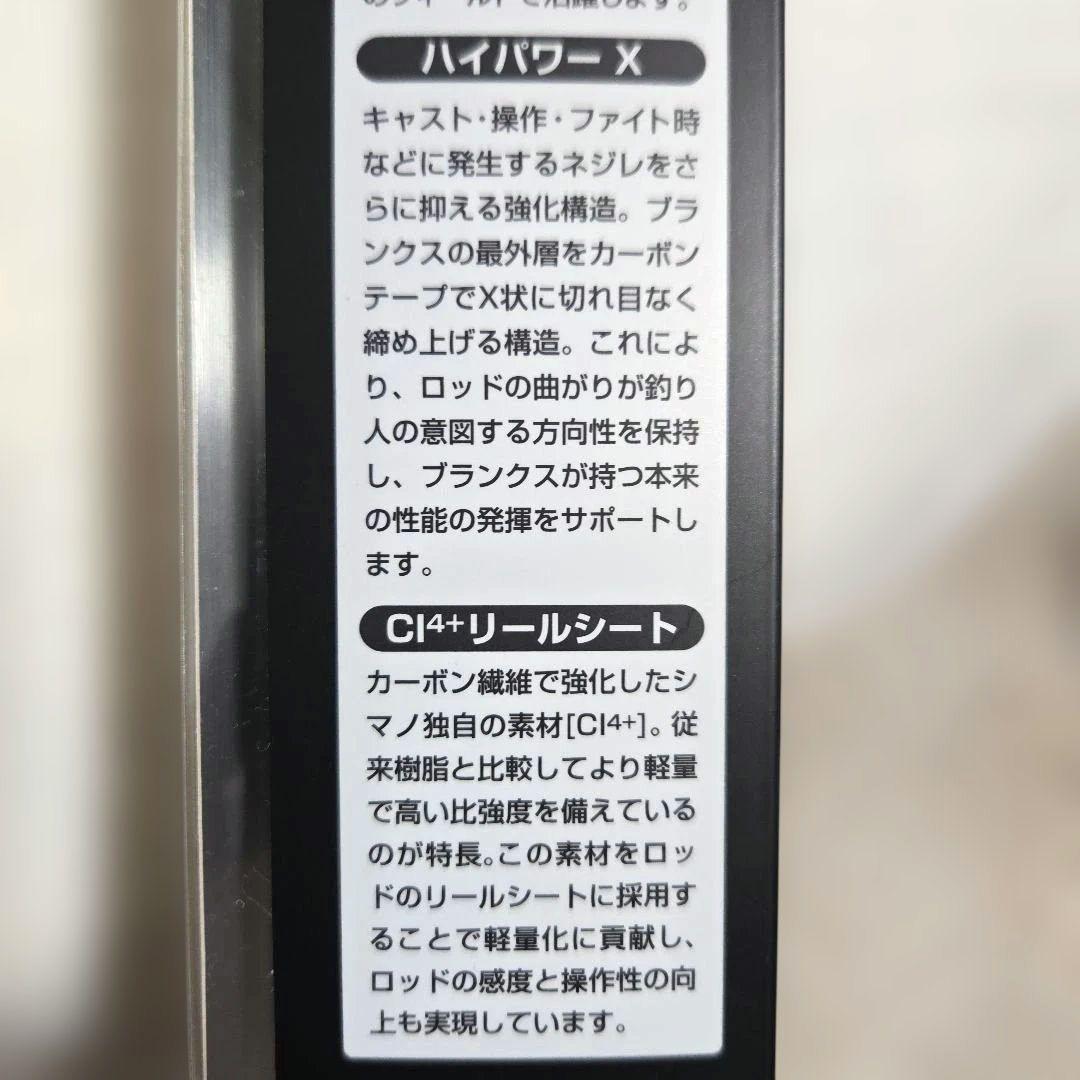 のフィールドで活躍します。
ハイパワー X
キャスト・操作・ファイト時
などに発生するネジレをさ
らに抑える強化構造。ブラ
ンクスの最外層をカーボン
テープでX状に切れ目なく
締め上げる構造。これによ
り、ロッドの曲がりが釣り
人の意図する方向性を保持
し、ブランクスが持つ本来
の性能の発揮をサポートし
ます。
CI4+リールシート
カーボン繊維で強化したシ
マノ独自の素材[CI4+]。従
来樹脂と比較してより軽量
で高い比強度を備えている
のが特長。この素材をロッ
ドのリールシートに採用す
ることで軽量化に貢献し、
ロッドの感度と操作性の向
上も実現しています。